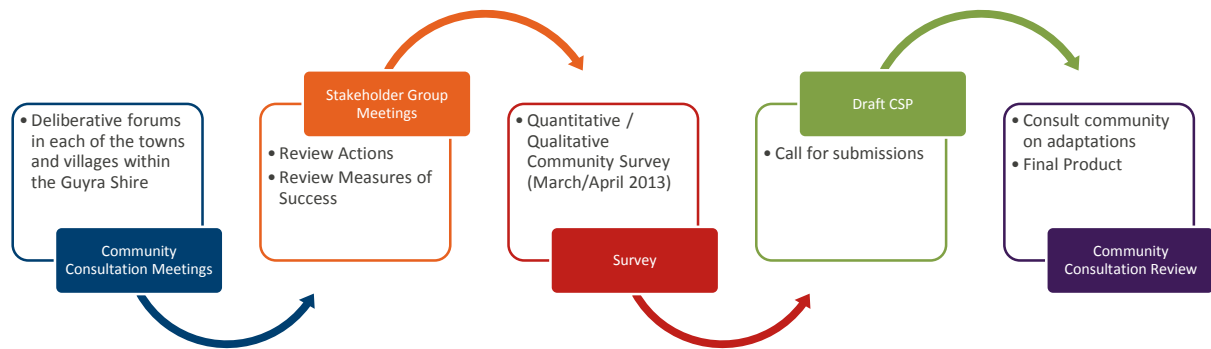 • Deliberative forums
in each of the towns
and villages within
the Guyra Shire
Community
Consultation Meetings
Stakeholder Group
Meetings
• Review Actions
• Review Measures of
Success
• Quantitative /
Qualitative
Community Survey
(March/April 2013)
Survey
Draft CSP
• Call for submissions
• Consult community
on adaptations
• Final Product
Community
Consultation Review